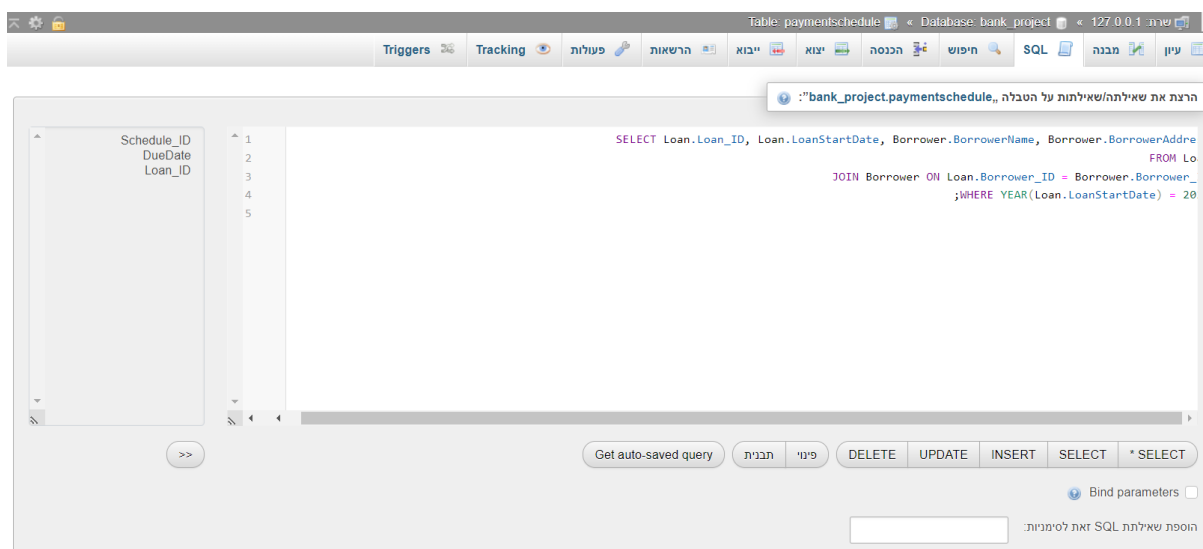 שרת: 127.0.0.1 » Database: bank_project » Table: paymentschedule
עיון מבנה SQL חיפוש הכנסה יצוא ייבוא הרשאות פעולות Tracking Triggers
הרצת את שאילתה/שאילתות על הטבלה „bank_project.paymentschedule”:
1 SELECT Loan.Loan_ID, Loan.LoanStartDate, Borrower.BorrowerName, Borrower.BorrowerAddre
2 FROM Lo
3 JOIN Borrower ON Loan.Borrower_ID = Borrower.Borrower_
4 ;WHERE YEAR(Loan.LoanStartDate) = 20
5
Schedule_ID
DueDate
Loan_ID
SELECT * SELECT INSERT UPDATE DELETE פינוי תבנית Get auto-saved query
<<
Bind parameters
הוספת שאילתת SQL זאת לסימניות: